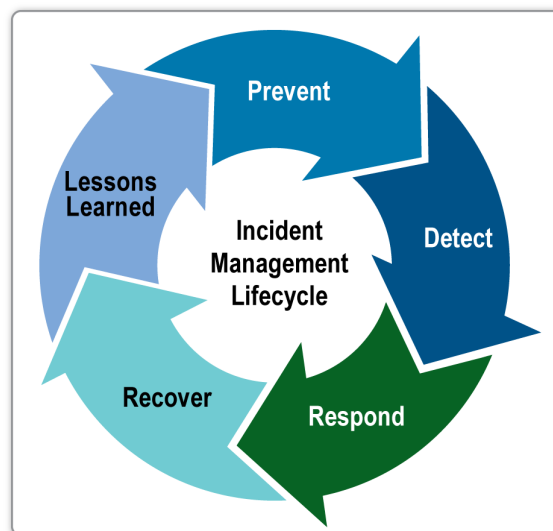 Prevent
Detect
Respond
Recover
Lessons
Learned
Incident
Management
Lifecycle